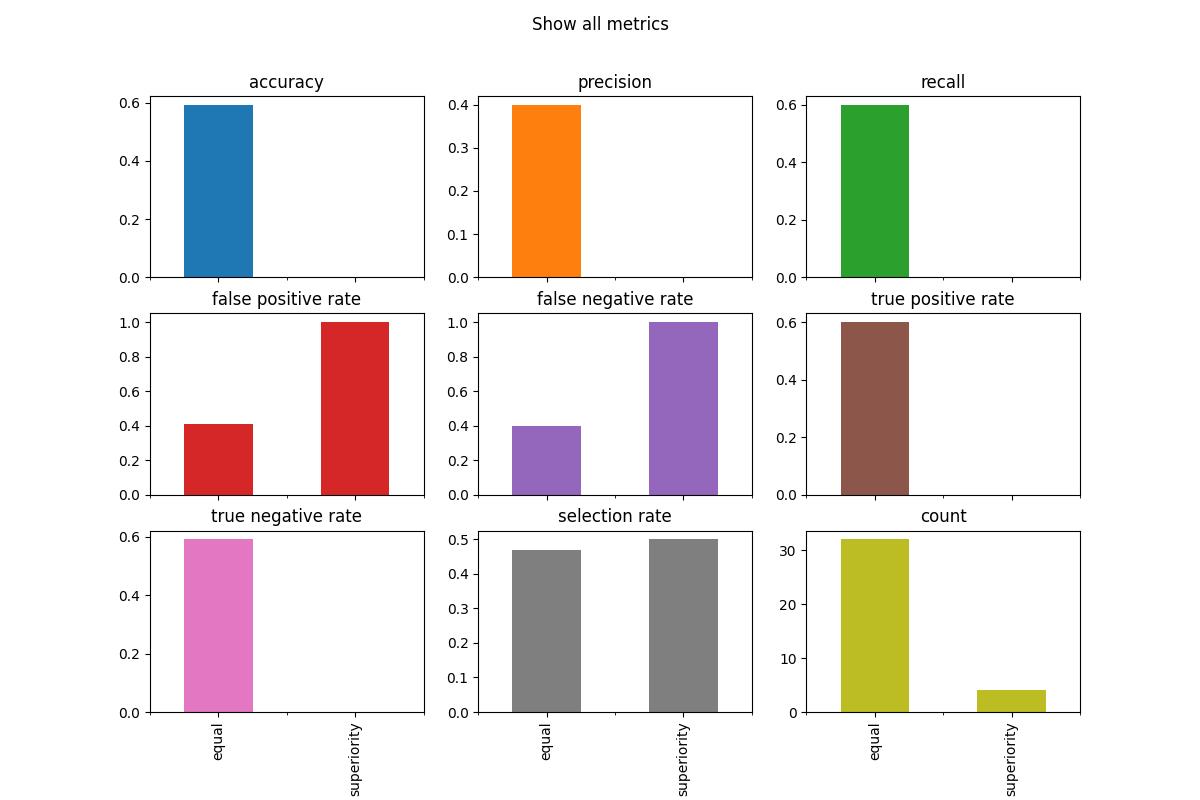 Show all metrics
accuracy
precision
recall
0.6
0.4
0.2
0.0
0.4
0.3
0.2
0.1
0.0
0.6
0.4
0.2
0.0
false positive rate
false negative rate
true positive rate
1.0
0.8
0.6
0.4
0.2
0.0
1.0
0.8
0.6
0.4
0.2
0.0
0.6
0.4
0.2
0.0
true negative rate
selection rate
count
0.6
0.4
0.2
0.0
0.5
0.4
0.3
0.2
0.1
0.0
30
20
10
0
equal
superiority
equal
superiority
equal
superiority